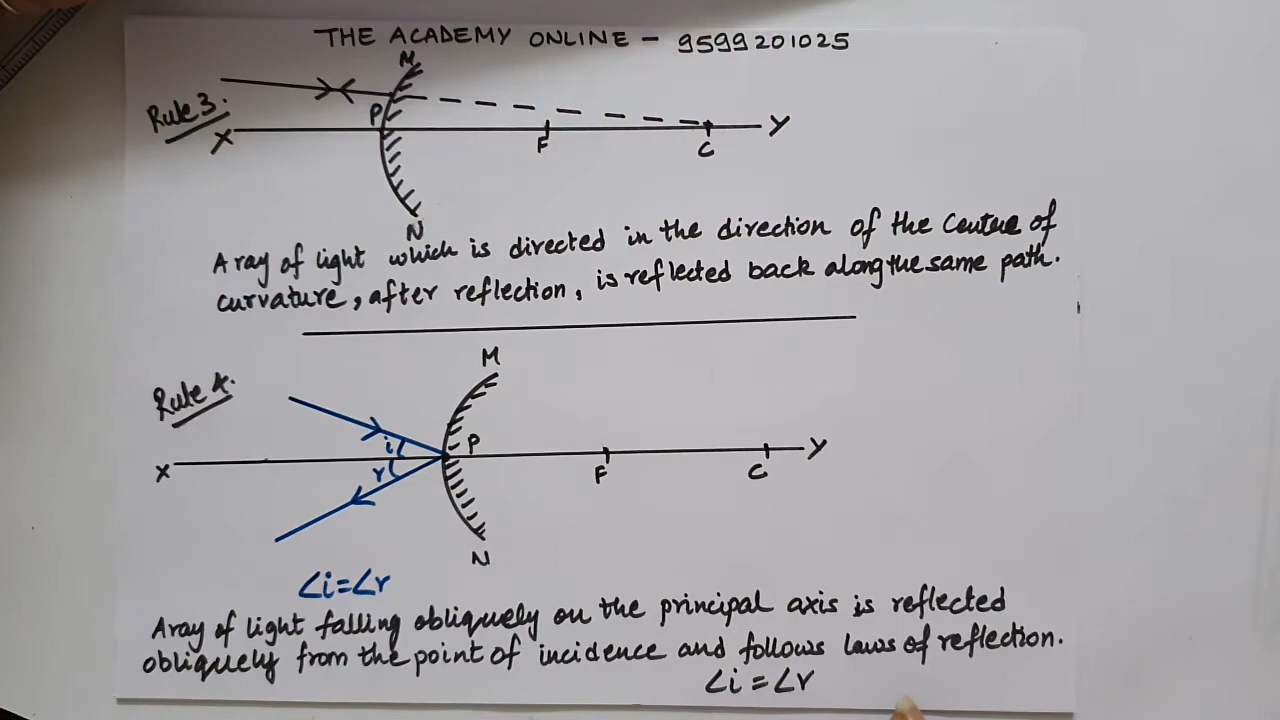 THE ACADEMY ONLINE - 9599201025
M
Rule 3.
P
X F C Y
N
A ray of light which is directed in the direction of the Centre of
curvature, after reflection, is reflected back along the same path.
M
Rule 4.
i
P
X F C Y
r
N
∠i=∠r
A ray of light falling obliquely on the principal axis is reflected
obliquely from the point of incidence and follows laws of reflection.
∠i=∠r